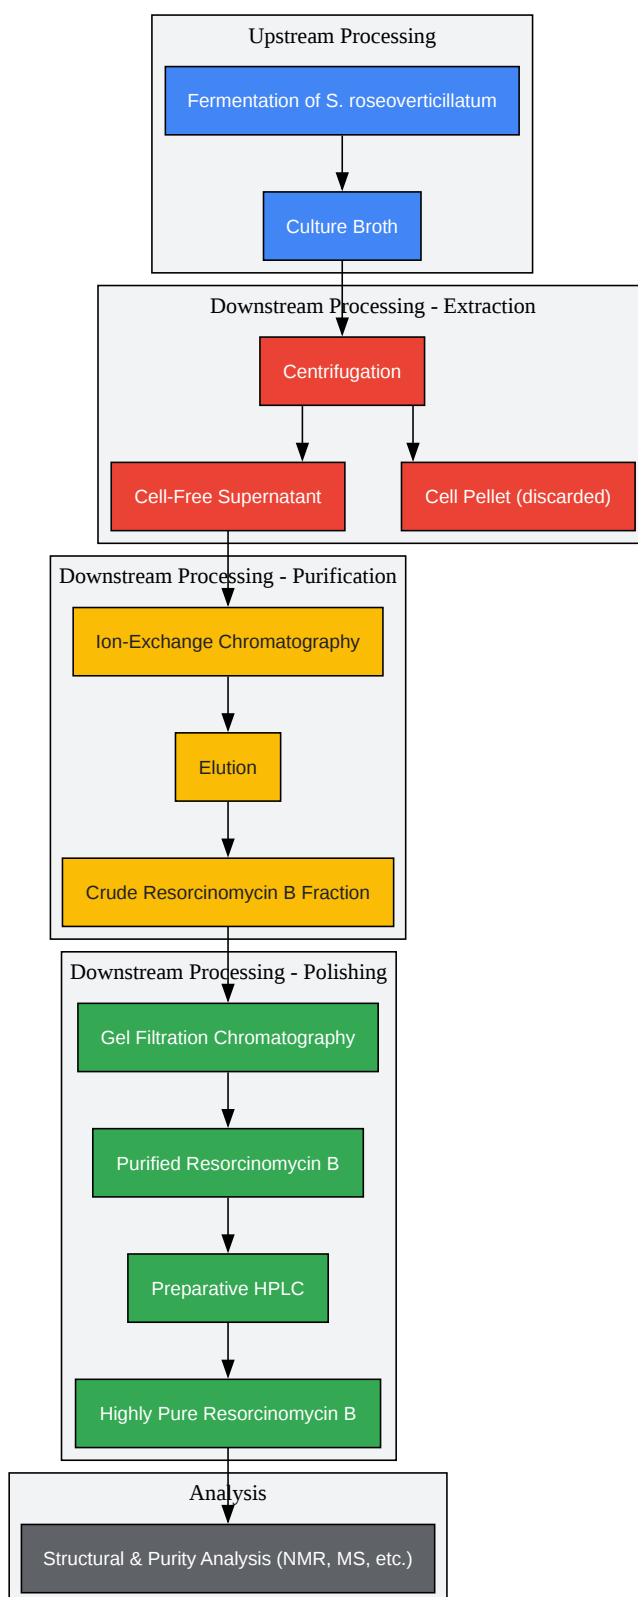 Upstream Processing
Fermentation of S. roseoverticillatum
Culture Broth
Downstream Processing - Extraction
Centrifugation
Cell-Free Supernatant
Cell Pellet (discarded)
Downstream Processing - Purification
Ion-Exchange Chromatography
Elution
Crude Resorcinomycin B Fraction
Downstream Processing - Polishing
Gel Filtration Chromatography
Purified Resorcinomycin B
Preparative HPLC
Highly Pure Resorcinomycin B
Analysis
Structural & Purity Analysis (NMR, MS, etc.)